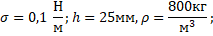 σ = 0,1 Н/м; h = 25мм, ρ = 800кг/м³;